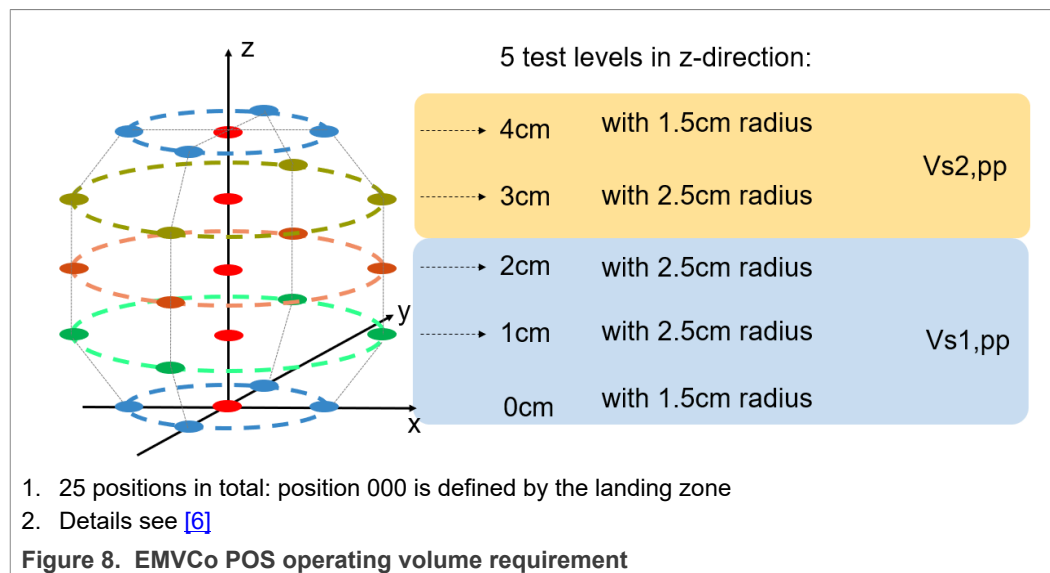 z
5 test levels in z-direction:
4cm with 1.5cm radius
Vs2,pp
3cm with 2.5cm radius
2cm with 2.5cm radius
y
1cm with 2.5cm radius
Vs1,pp
0cm with 1.5cm radius
x
1. 25 positions in total: position 000 is defined by the landing zone
2. Details see [6]
Figure 8. EMVCo POS operating volume requirement